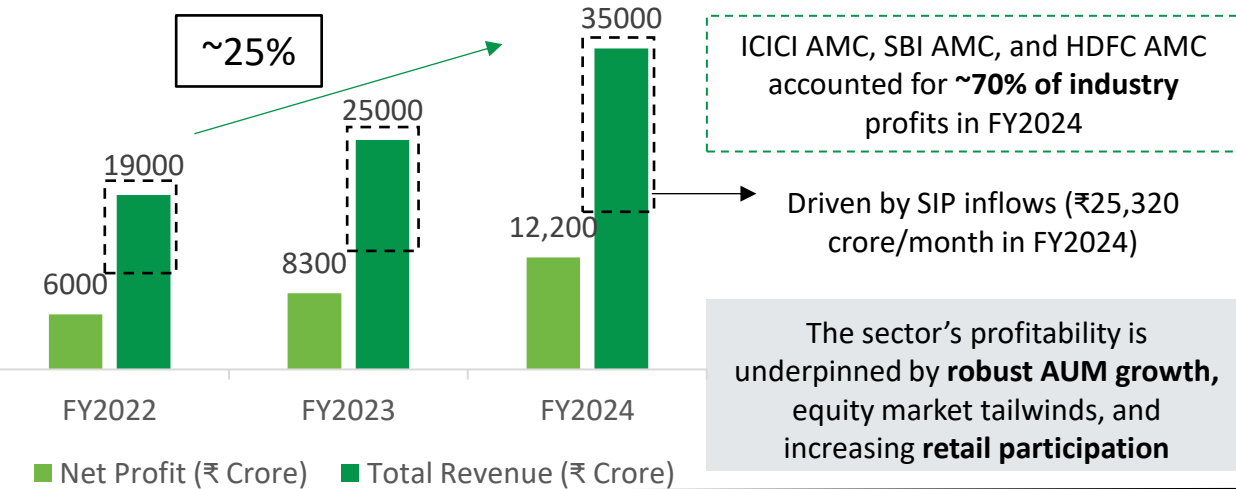 ~25%
19000
6000
25000
8300
35000
12,200
FY2022
FY2023
FY2024
Net Profit (₹ Crore)
Total Revenue (₹ Crore)
ICICI AMC, SBI AMC, and HDFC AMC
accounted for ~70% of industry
profits in FY2024
Driven by SIP inflows (₹25,320
crore/month in FY2024)
The sector’s profitability is
underpinned by robust AUM growth,
equity market tailwinds, and
increasing retail participation